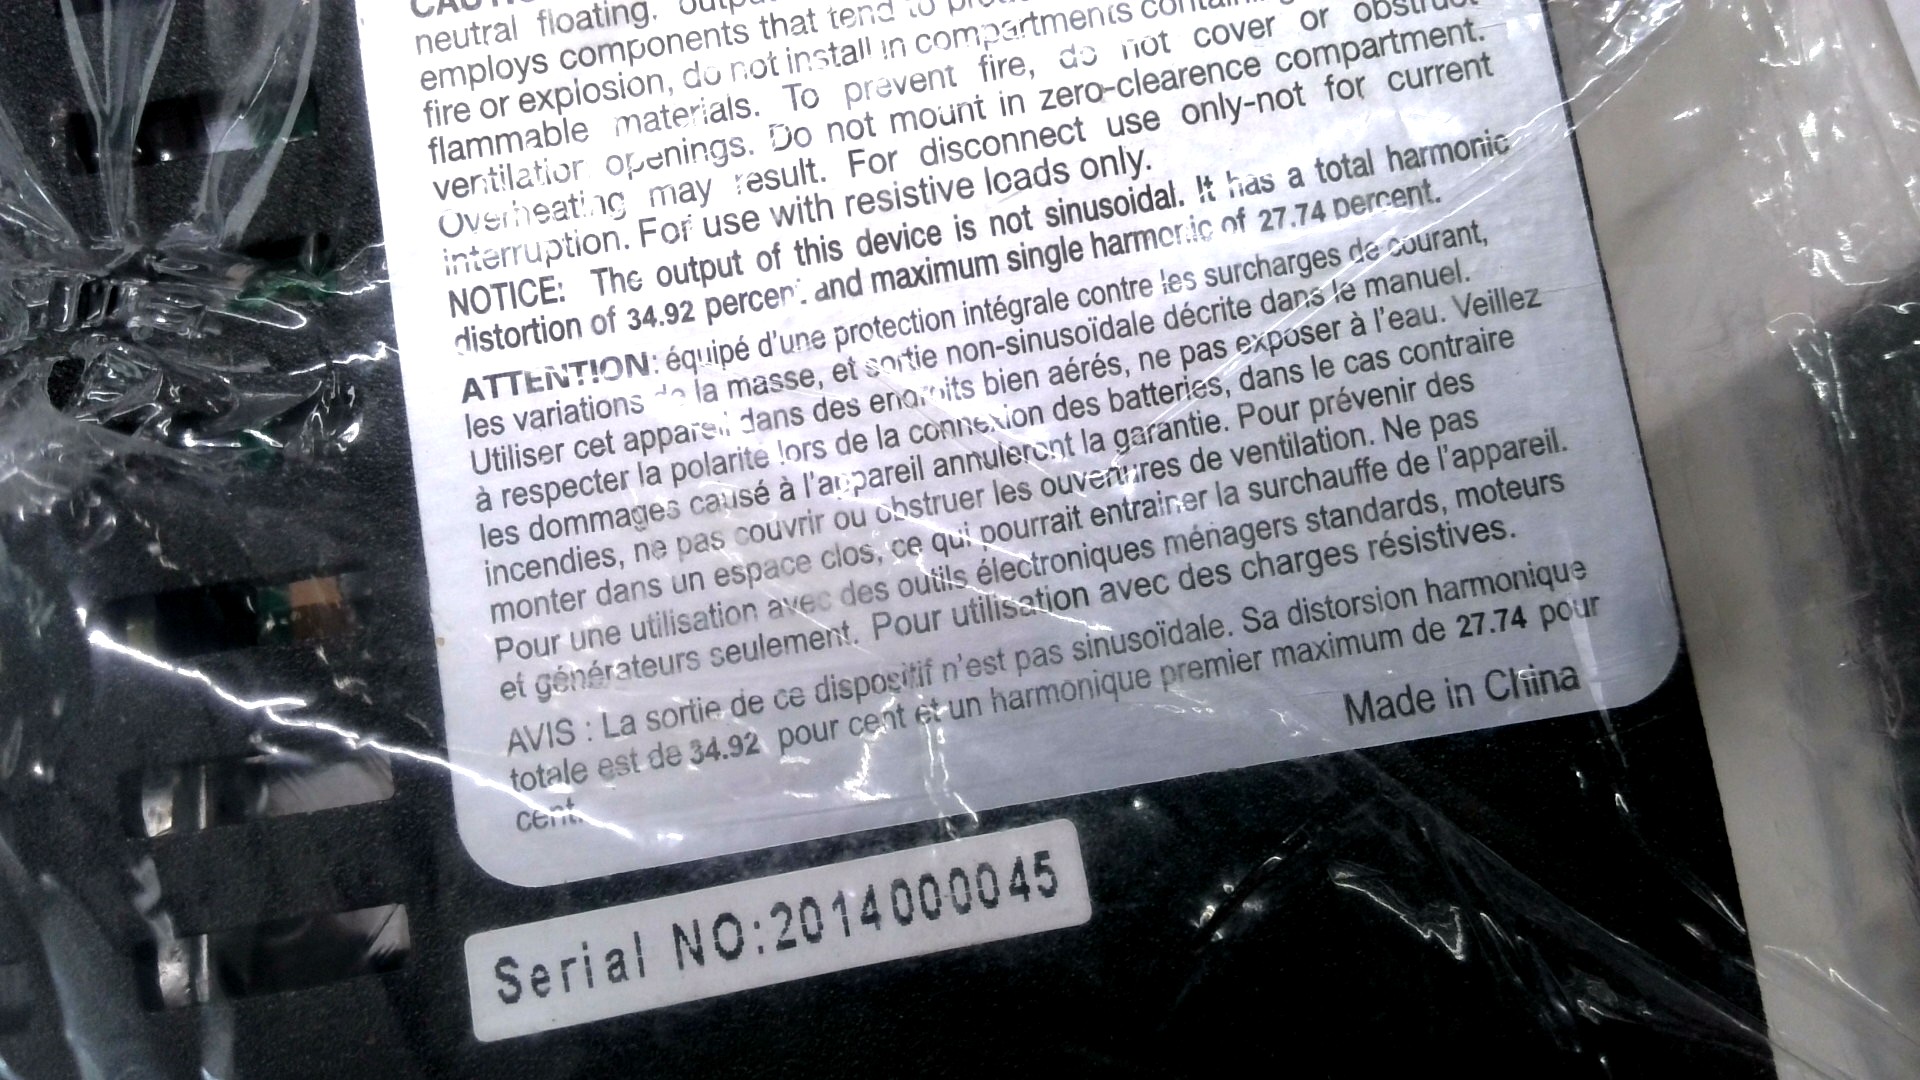 neutral floating.
employs components that tend to
fire or explosion, do not install in compartments
flammable materials. To prevent fire, do not cover or obstruct
ventilation openings. Do not mount in zero-clearence compartment.
Overheating may result. For disconnect use only-not for current
interruption. For use with resistive loads only.
NOTICE: The output of this device is not sinusoidal. It has a total harmonic
distortion of 34.92 percent. and maximum single harmonic of 27.74 percent.
ATTENTION: équipé d'une protection intégrale contre les surcharges de courant,
les variations de la masse, et sortie non-sinusoïdale décrite dans le manuel.
Utiliser cet appareil dans des endroits bien aérés, ne pas exposer à l'eau. Veillez
à respecter la polarite lors de la connexion des batteries, dans le cas contraire
les dommages causé à l'appareil annuleront la garantie. Pour prévenir des
incendies, ne pas couvrir ou obstruer les ouvertures de ventilation. Ne pas
monter dans un espace clos, ce qui pourrait entrainer la surchauffe de l'appareil.
Pour une utilisation avec des outils électroniques ménagers standards, moteurs
et générateurs seulement. Pour utilisation avec des charges résistives.
AVIS : La sortie de ce dispositif n'est pas sinusoïdale. Sa distorsion harmonique
totale est de 34.92 pour cent et un harmonique premier maximum de 27.74 pour
cent.
Made in China
Serial NO:2014000045